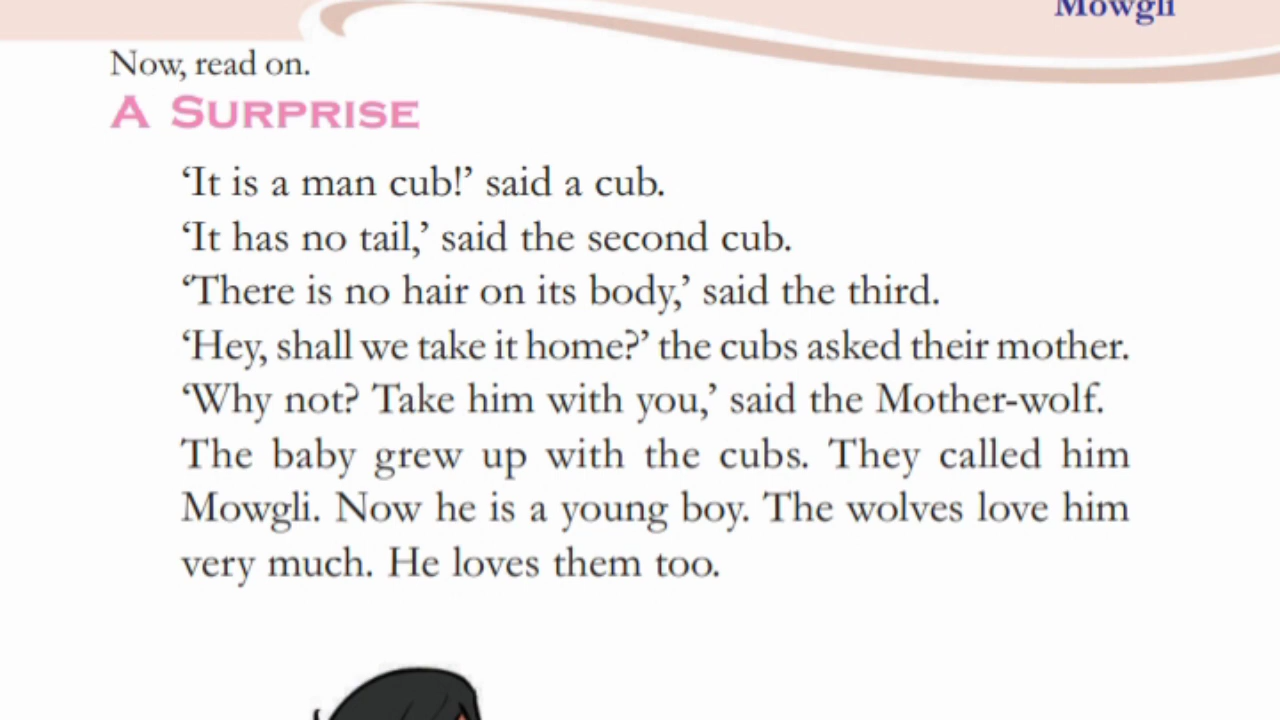 Mowgli
Now, read on.
A SURPRISE
‘It is a man cub!’ said a cub.
‘It has no tail,’ said the second cub.
‘There is no hair on its body,’ said the third.
‘Hey, shall we take it home?’ the cubs asked their mother.
‘Why not? Take him with you,’ said the Mother-wolf.
The baby grew up with the cubs. They called him
Mowgli. Now he is a young boy. The wolves love him
very much. He loves them too.